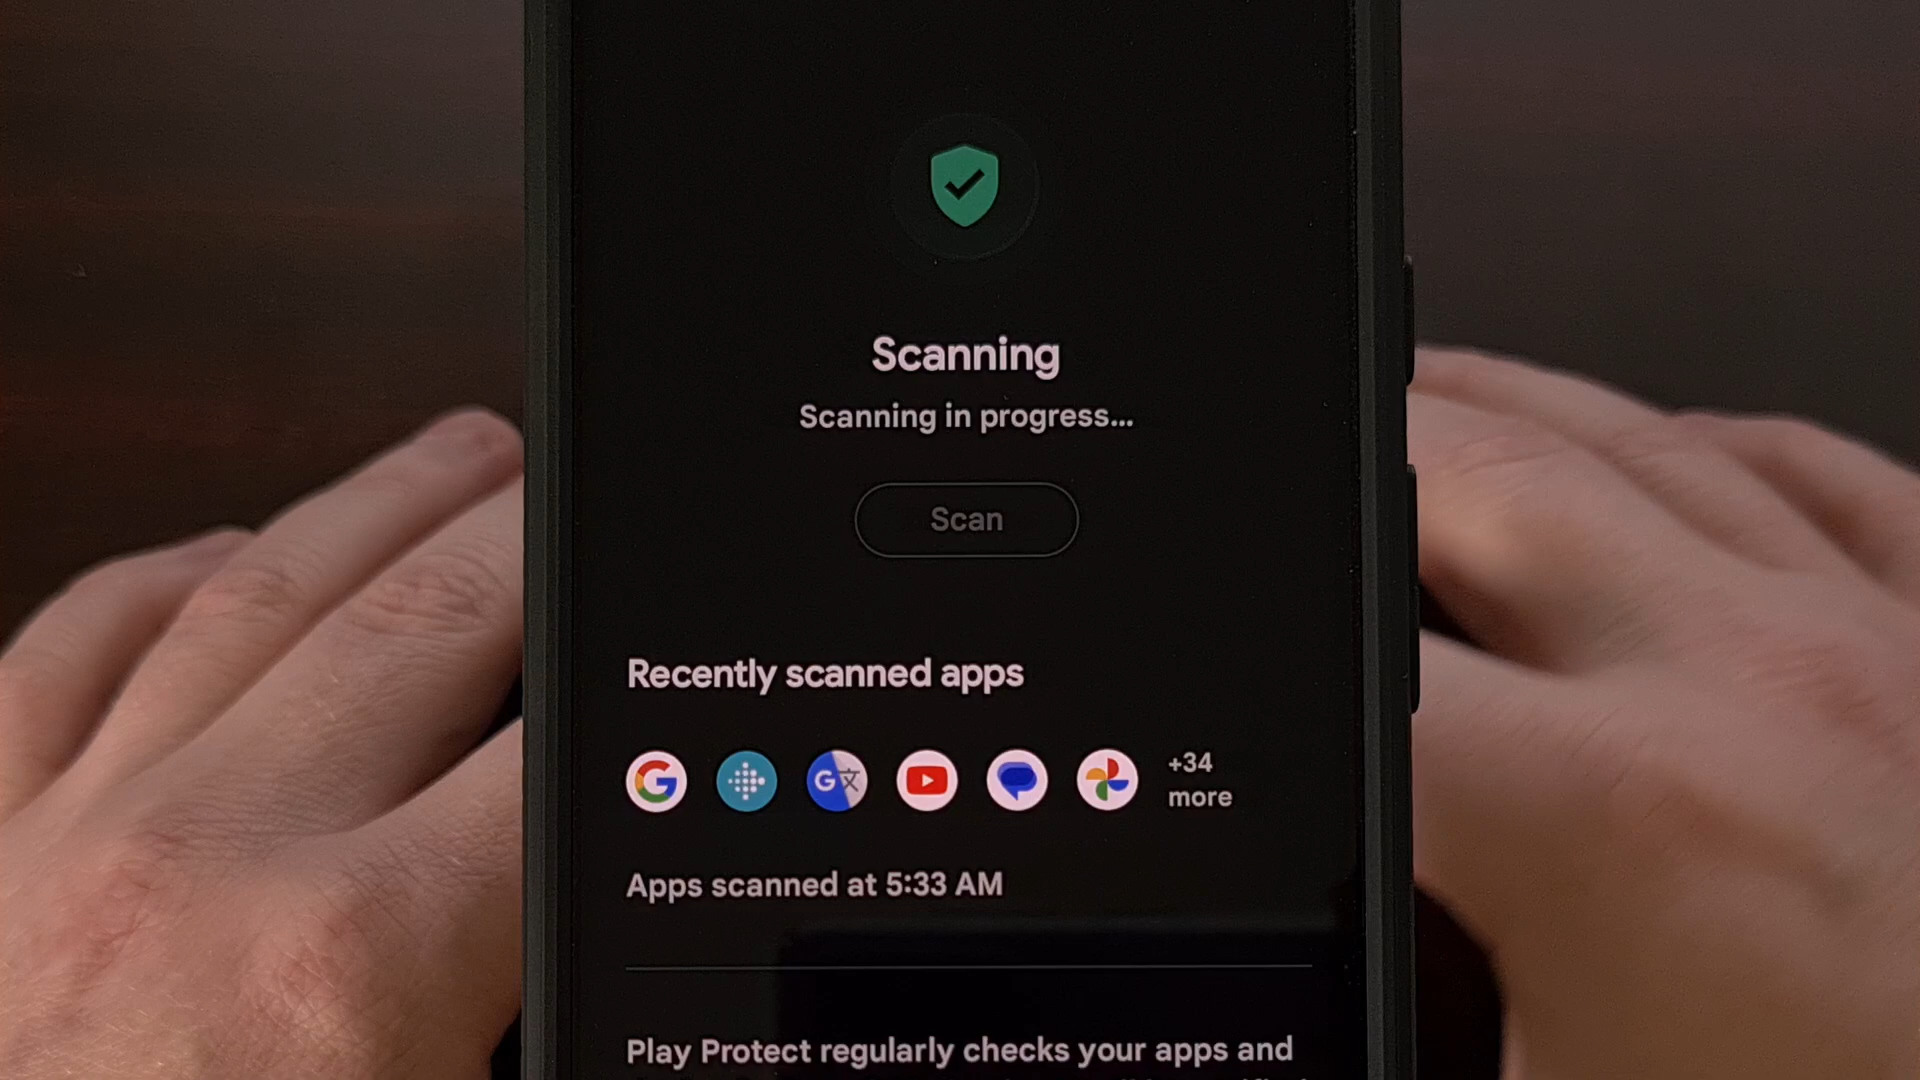 Scanning
Scanning in progress...
Scan
Recently scanned apps
+34
more
Apps scanned at 5:33 AM
Play Protect regularly checks your apps and